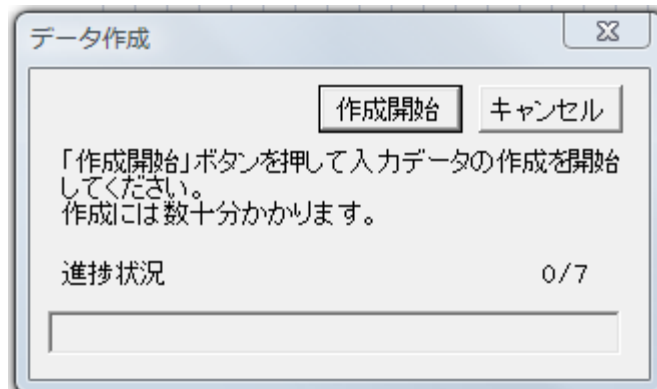 データ作成
作成開始 キャンセル
「作成開始」ボタンを押して入力データの作成を開始
してください。
作成には数十分かかります。
進捗状況 0/7